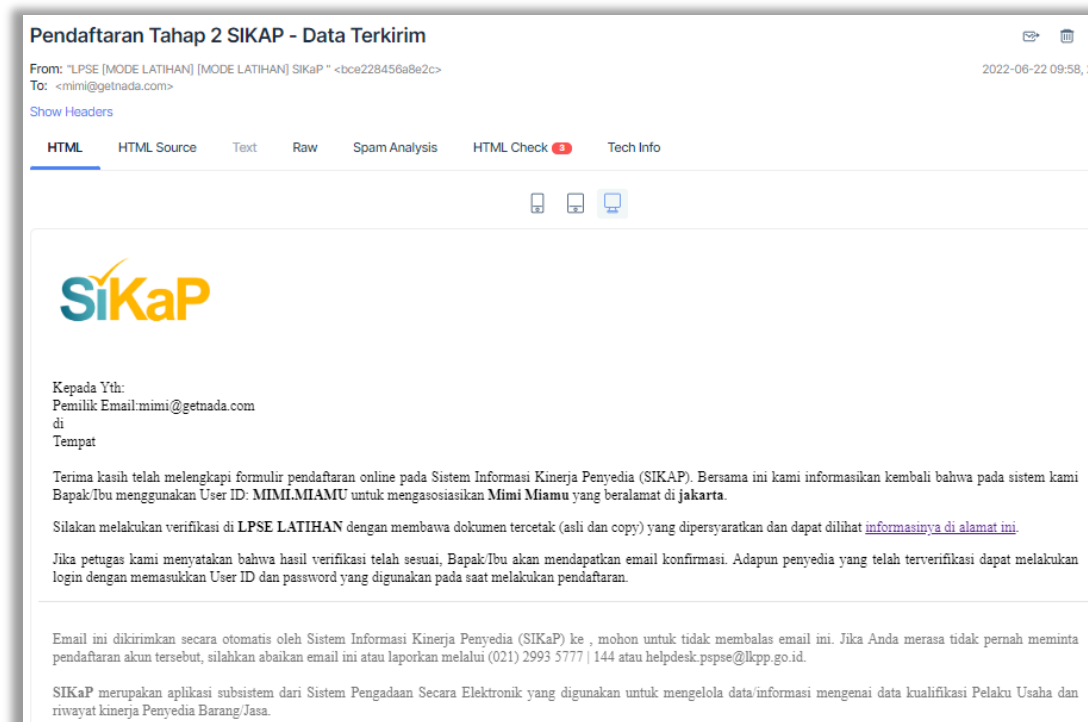 Pendaftaran Tahap 2 SIKAP - Data Terkirim
From: "LPSE [MODE LATIHAN] [MODE LATIHAN] SIKaP " <bce228456a8e2c>
2022-06-22 09:58,
To: <mimi@getnada.com>
Show Headers
HTML HTML Source Text Raw Spam Analysis HTML Check 3 Tech Info
SiKaP
Kepada Yth:
Pemilik Email:mimi@getnada.com
di
Tempat
Terima kasih telah melengkapi formulir pendaftaran online pada Sistem Informasi Kinerja Penyedia (SIKAP). Bersama ini kami informasikan kembali bahwa pada sistem kami
Bapak/Ibu menggunakan User ID: MIMI.MIAMU untuk mengasosiasikan Mimi Miamu yang beralamat di jakarta.
Silakan melakukan verifikasi di LPSE LATIHAN dengan membawa dokumen tercetak (asli dan copy) yang dipersyaratkan dan dapat dilihat informasinya di alamat ini.
Jika petugas kami menyatakan bahwa hasil verifikasi telah sesuai, Bapak/Ibu akan mendapatkan email konfirmasi. Adapun penyedia yang telah terverifikasi dapat melakukan
login dengan memasukkan User ID dan password yang digunakan pada saat melakukan pendaftaran.
Email ini dikirimkan secara otomatis oleh Sistem Informasi Kinerja Penyedia (SIKaP) ke , mohon untuk tidak membalas email ini. Jika Anda merasa tidak pernah meminta
pendaftaran akun tersebut, silahkan abaikan email ini atau laporkan melalui (021) 2993 5777 | 144 atau helpdesk.pspse@lkpp.go.id.
SIKaP merupakan aplikasi subsistem dari Sistem Pengadaan Secara Elektronik yang digunakan untuk mengelola data/informasi mengenai data kualifikasi Pelaku Usaha dan
riwayat kinerja Penyedia Barang/Jasa.